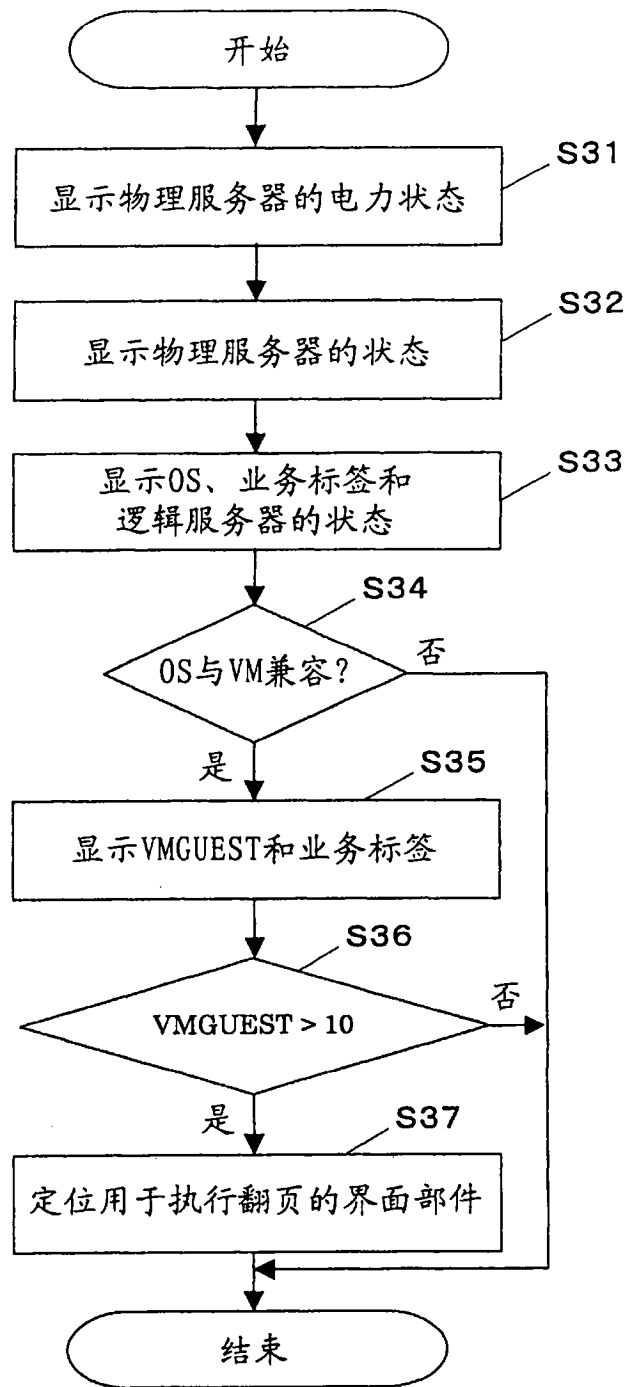 开始
S31
显示物理服务器的电力状态
S32
显示物理服务器的状态
S33
显示OS、业务标签和
逻辑服务器的状态
S34
OS与VM兼容?
否
是
S35
显示VMGUEST和业务标签
S36
VMGUEST > 10
否
是
S37
定位用于执行翻页的界面部件
结束